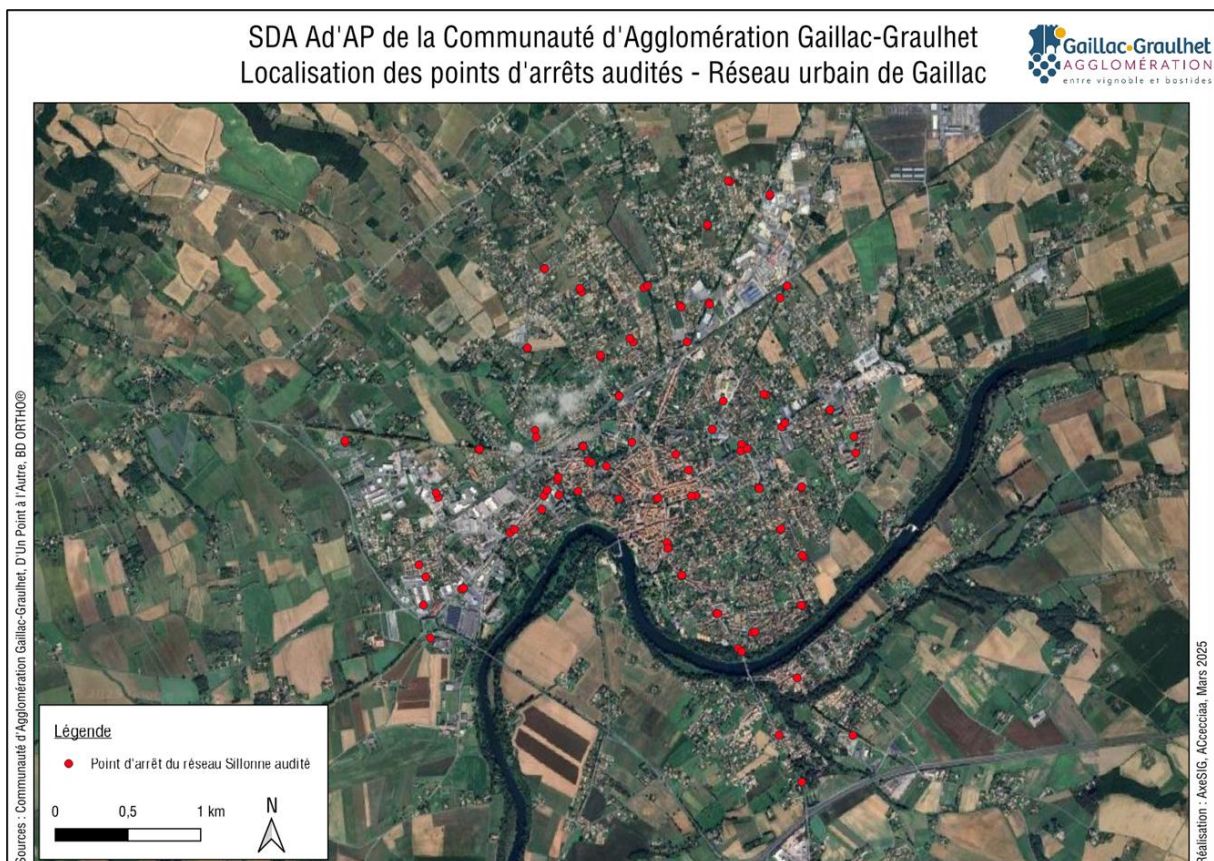 SDA Ad'AP de la Communauté d'Agglomération Gaillac-Graulhet
Localisation des points d'arrêts audités - Réseau urbain de Gaillac
Gaillac•Graulhet
AGGLOMÉRATION
entre vignoble et bastides
Sources : Communauté d'Agglomération Gaillac-Graulhet, D'Un Point à l'Autre, BD ORTHO®
Légende
Point d'arrêt du réseau Sillonne audité
0 0,5 1 km
N
Réalisation : AxeSIG, ACcecciaa, Mars 2025